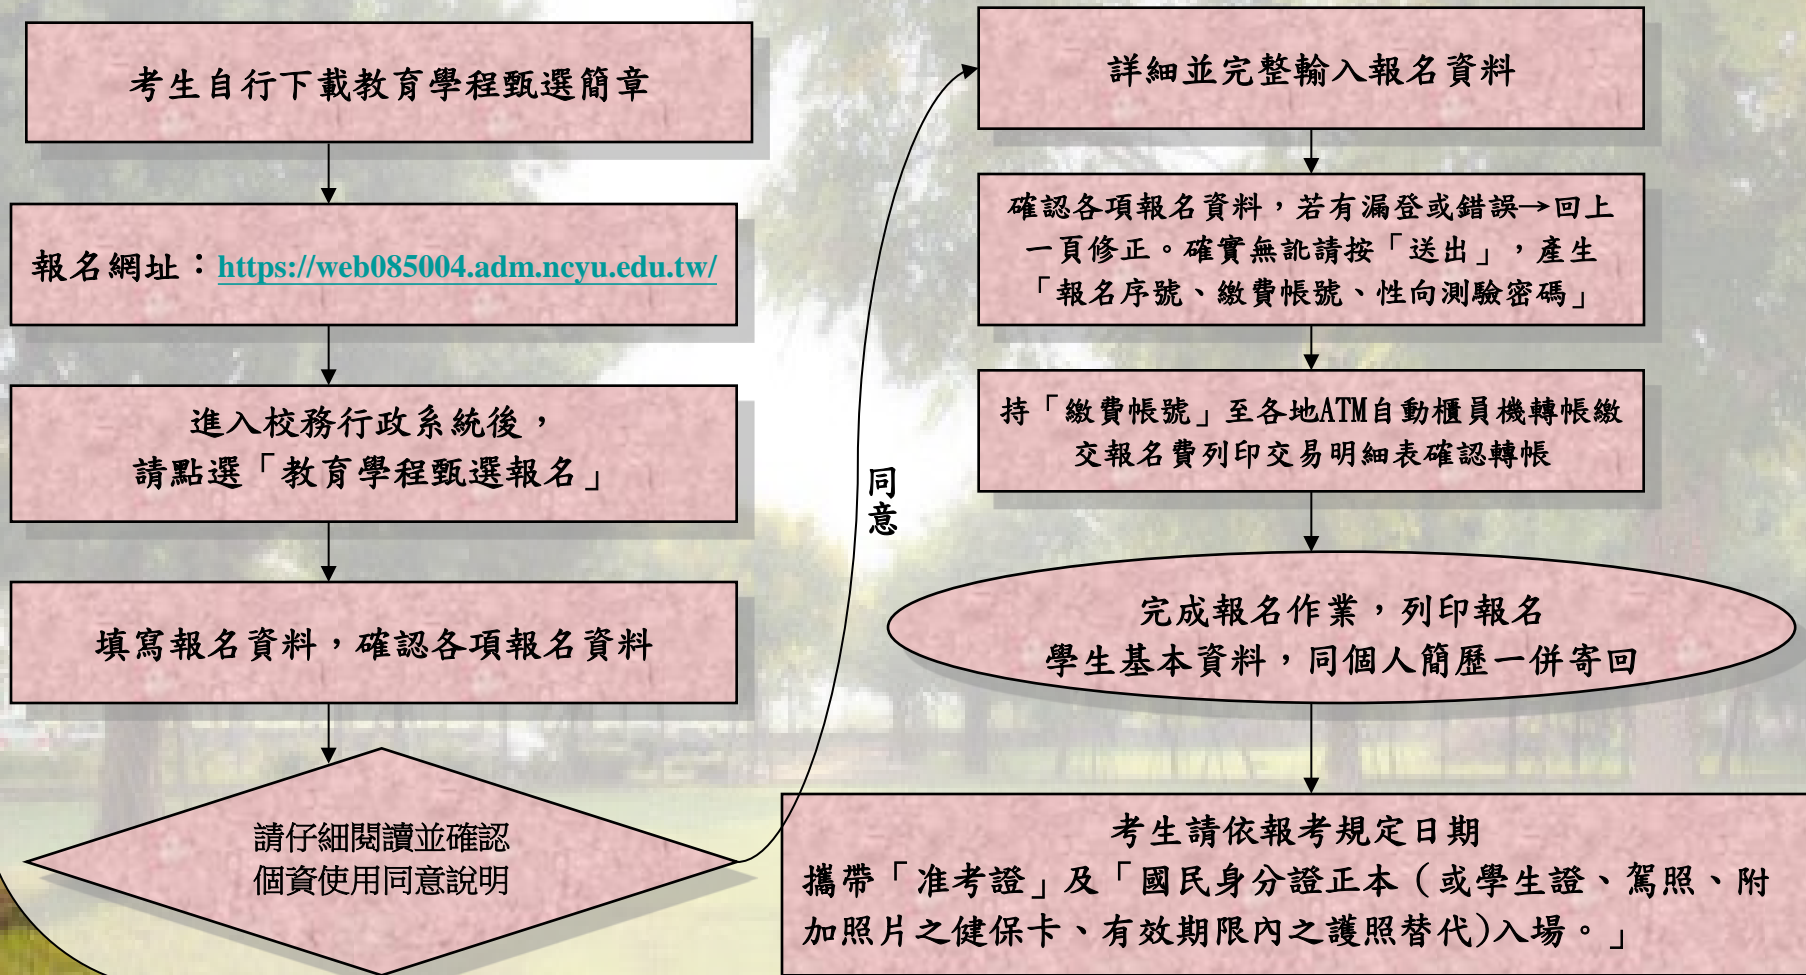 考生自行下載教育學程甄選簡章
報名網址：https://web085004.adm.ncyu.edu.tw/
進入校務行政系統後，
請點選「教育學程甄選報名」
填寫報名資料，確認各項報名資料
請仔細閱讀並確認
個資使用同意說明
同意
詳細並完整輸入報名資料
確認各項報名資料，若有漏登或錯誤→回上
一頁修正。確實無訛請按「送出」，產生
「報名序號、繳費帳號、性向測驗密碼」
持「繳費帳號」至各地ATM自動櫃員機轉帳繳
交報名費列印交易明細表確認轉帳
完成報名作業，列印報名
學生基本資料，同個人簡歷一併寄回
考生請依報考規定日期
攜帶「准考證」及「國民身分證正本（或學生證、駕照、附
加照片之健保卡、有效期限內之護照替代)入場。」